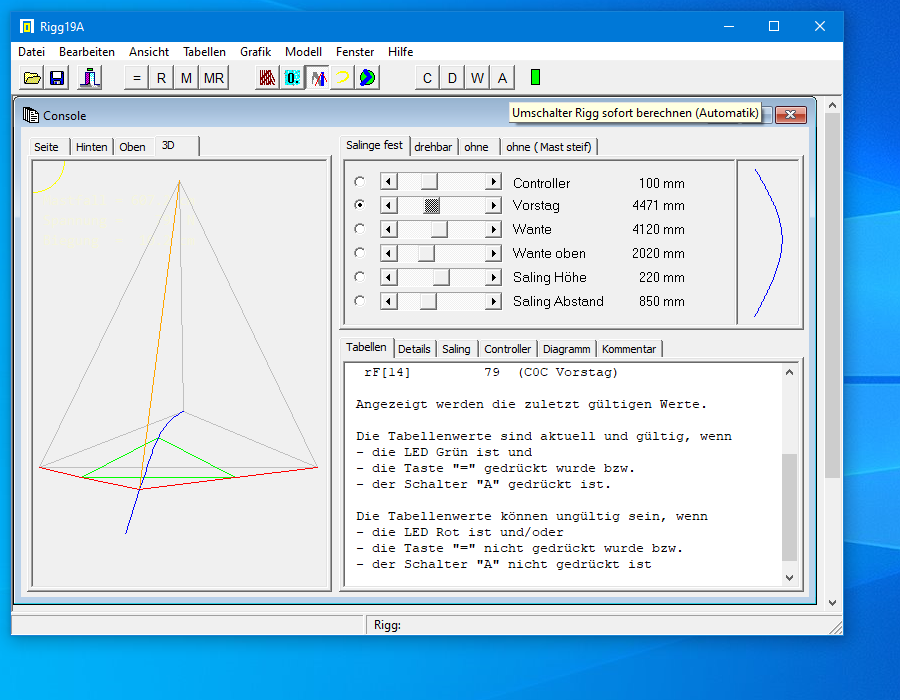 Rigg19A
Datei Bearbeiten Ansicht Tabellen Grafik Modell Fenster Hilfe
= R M MR 0. C D W A
Console
Umschalter Rigg sofort berechnen (Automatik)
Seite Hinten Oben 3D
Salinge fest drehbar ohne ohne ( Mast steif)
Controller 100 mm
Vorstag 4471 mm
Wante 4120 mm
Wante oben 2020 mm
Saling Höhe 220 mm
Saling Abstand 850 mm
Tabellen Details Saling Controller Diagramm Kommentar
rF[14] 79 (C0C Vorstag)
Angezeigt werden die zuletzt gültigen Werte.
Die Tabellenwerte sind aktuell und gültig, wenn
- die LED Grün ist und
- die Taste "=" gedrückt wurde bzw.
- der Schalter "A" gedrückt ist.
Die Tabellenwerte können ungültig sein, wenn
- die LED Rot ist und/oder
- die Taste "=" nicht gedrückt wurde bzw.
- der Schalter "A" nicht gedrückt ist
Rigg: